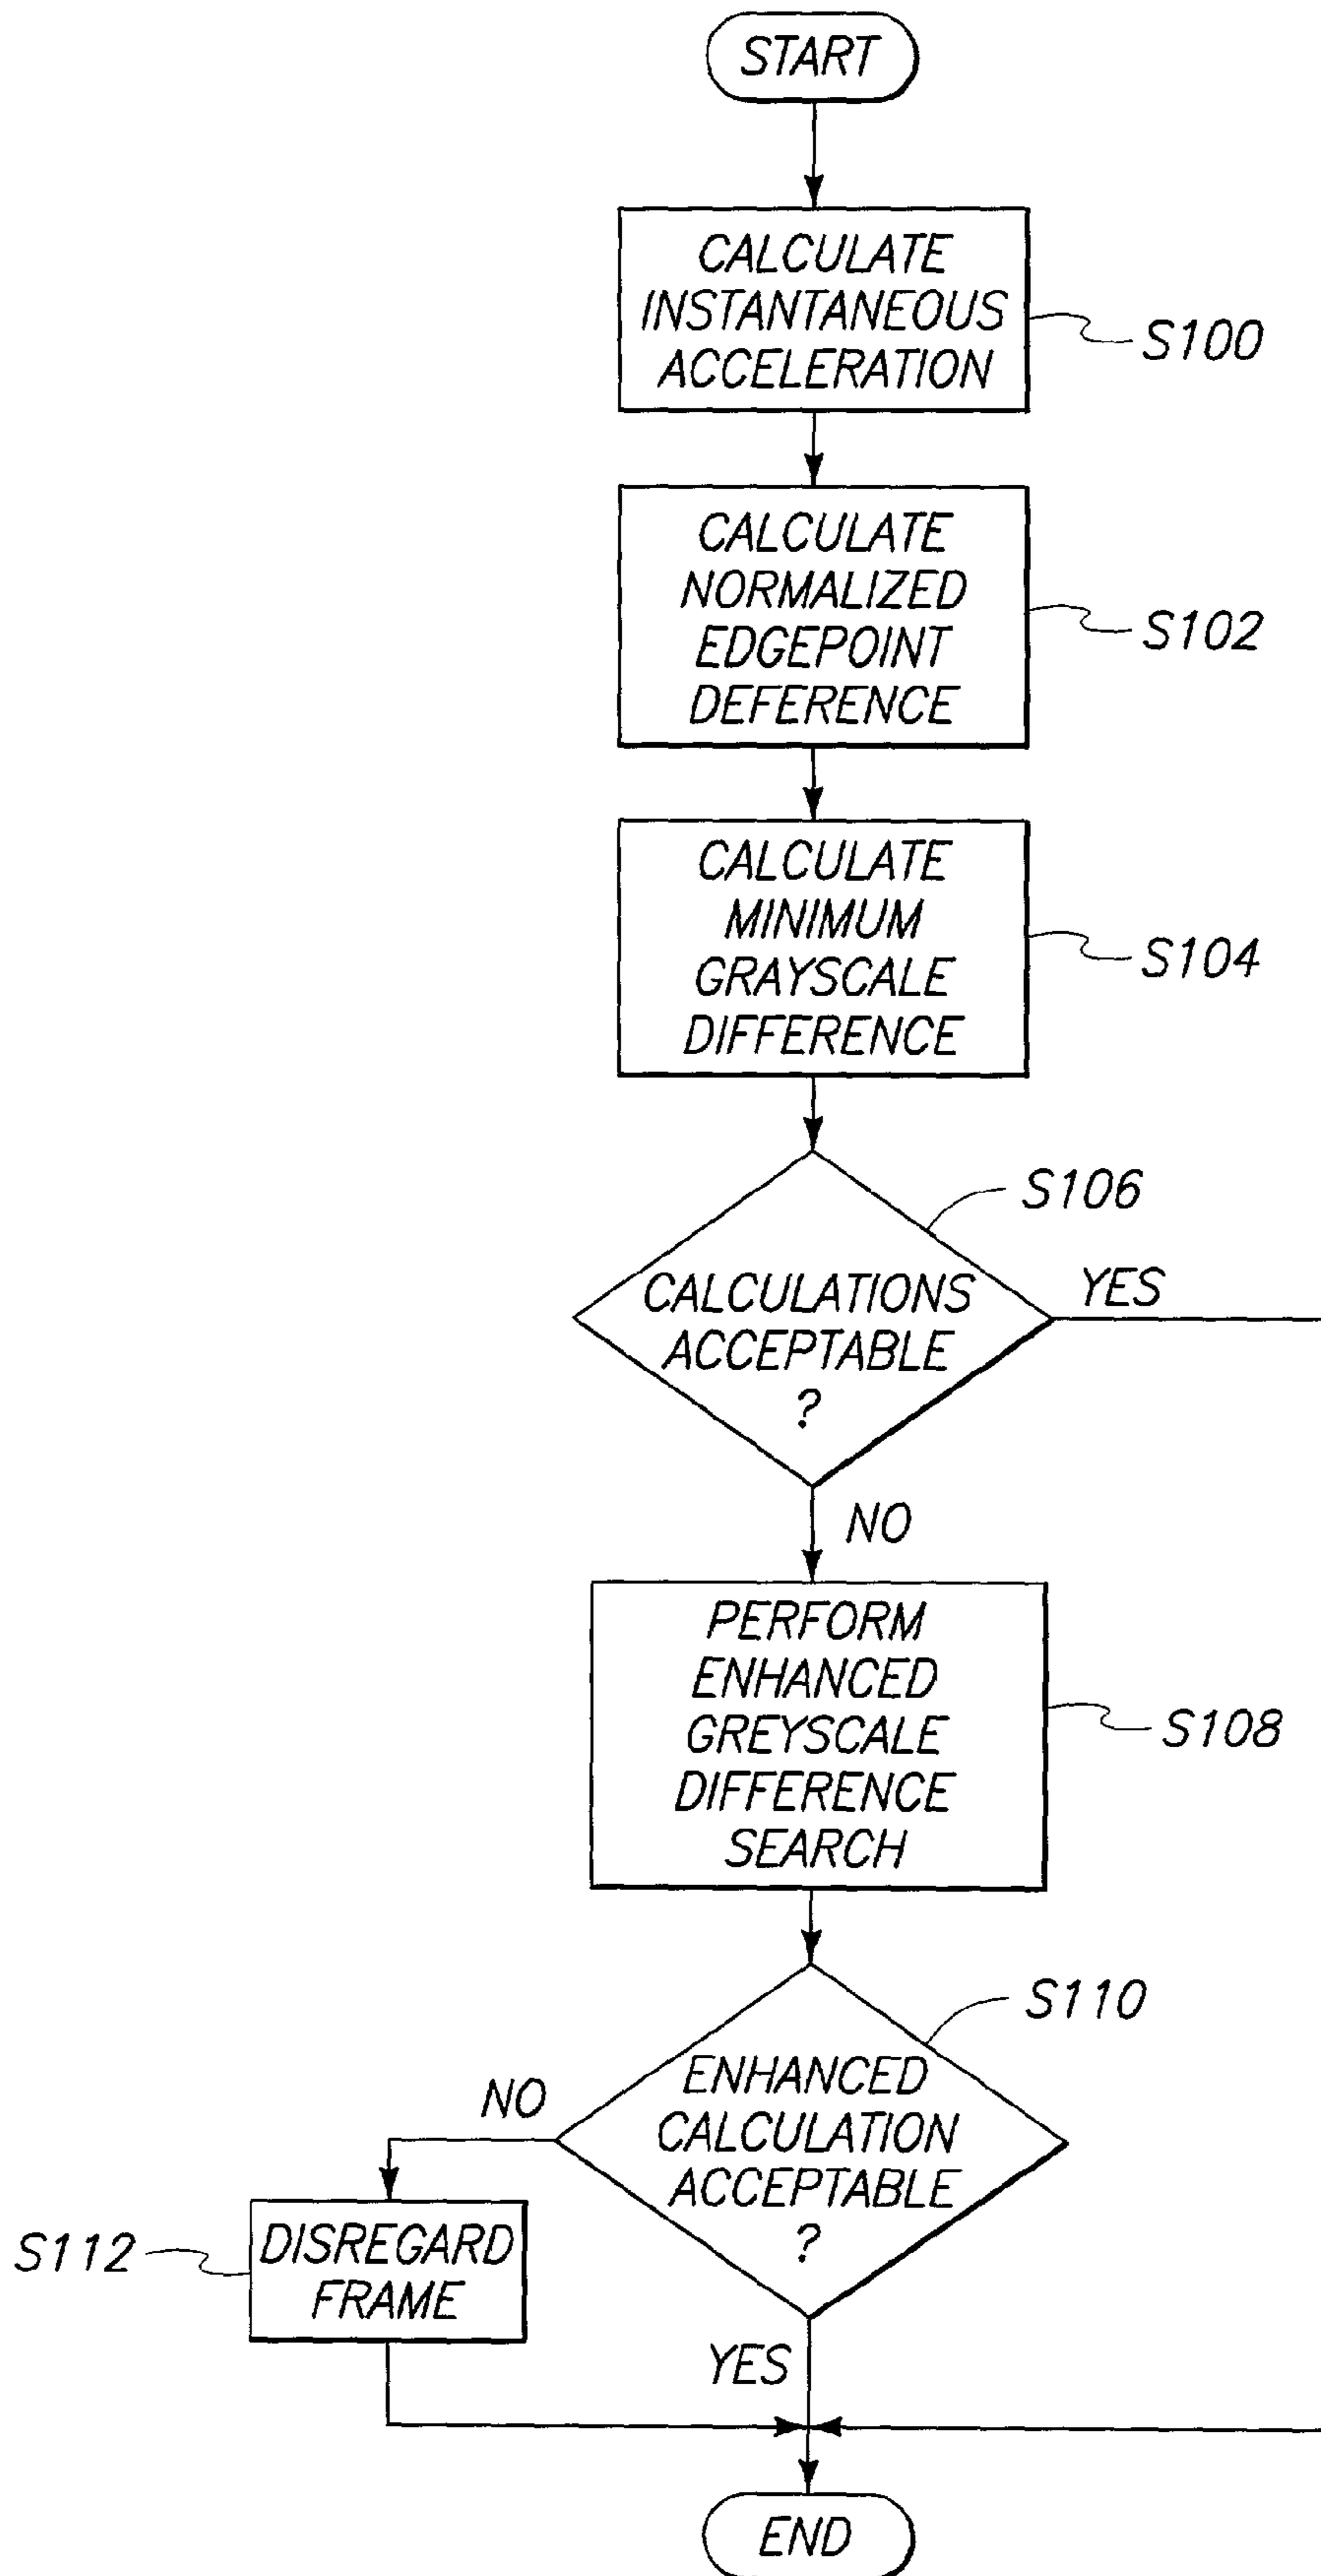 START
CALCULATE
INSTANTANEOUS
ACCELERATION
S100
CALCULATE
NORMALIZED
EDGEPOINT
DEFERENCE
S102
CALCULATE
MINIMUM
GRAYSCALE
DIFFERENCE
S104
S106
CALCULATIONS
ACCEPTABLE
?
YES
NO
PERFORM
ENHANCED
GREYSCALE
DIFFERENCE
SEARCH
S108
S110
ENHANCED
CALCULATION
ACCEPTABLE
?
NO
S112
DISREGARD
FRAME
YES
END